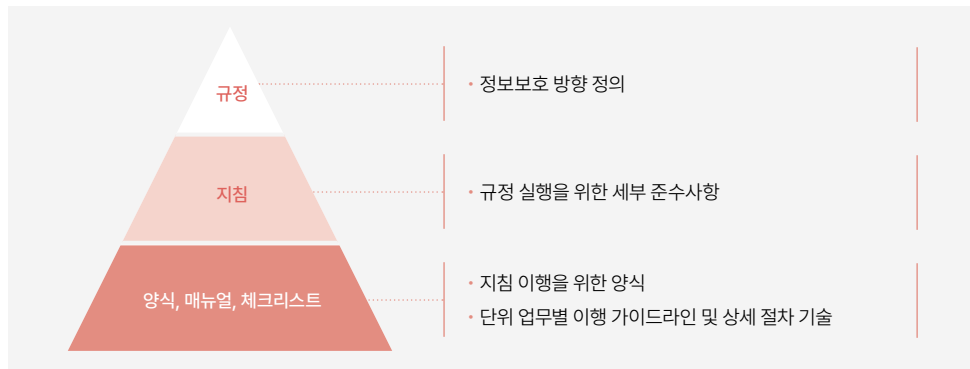 규정
• 정보보호 방향 정의
지침
• 규정 실행을 위한 세부 준수사항
양식, 매뉴얼, 체크리스트
• 지침 이행을 위한 양식
• 단위 업무별 이행 가이드라인 및 상세 절차 기술